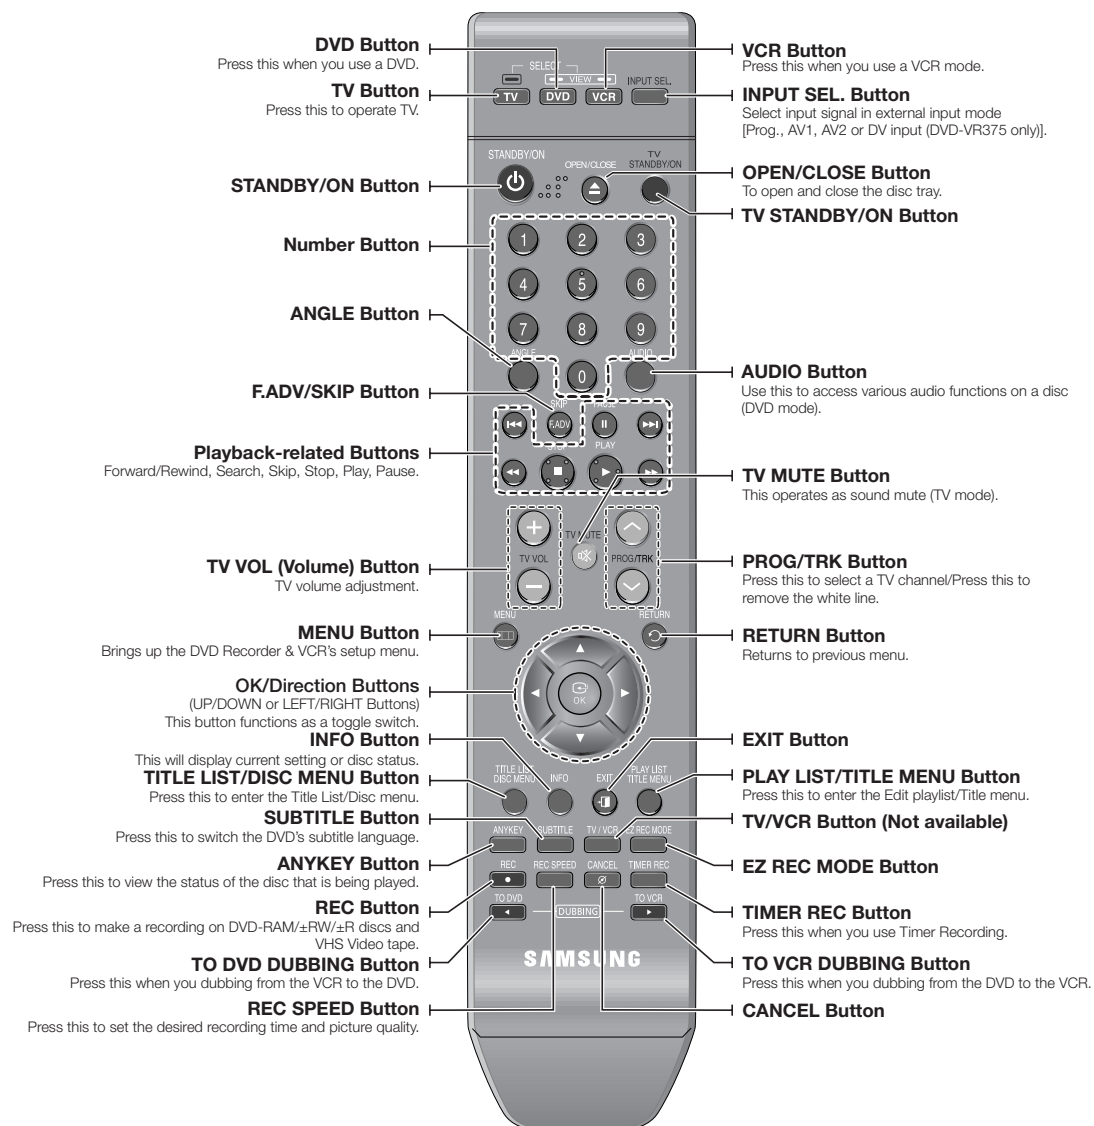 DVD Button
Press this when you use a DVD.
TV Button
Press this to operate TV.
STANDBY/ON Button
Number Button
ANGLE Button
F.ADV/SKIP Button
Playback-related Buttons
Forward/Rewind, Search, Skip, Stop, Play, Pause.
TV VOL (Volume) Button
TV volume adjustment.
MENU Button
Brings up the DVD Recorder & VCR's setup menu.
OK/Direction Buttons
(UP/DOWN or LEFT/RIGHT Buttons)
This button functions as a toggle switch.
INFO Button
This will display current setting or disc status.
TITLE LIST/DISC MENU Button
Press this to enter the Title List/Disc menu.
SUBTITLE Button
Press this to switch the DVD's subtitle language.
ANYKEY Button
Press this to view the status of the disc that is being played.
REC Button
Press this to make a recording on DVD-RAM/±RW/±R discs and
VHS Video tape.
TO DVD DUBBING Button
Press this when you dubbing from the VCR to the DVD.
REC SPEED Button
Press this to set the desired recording time and picture quality.
SELECT
VIEW
INPUT SEL.
TV
DVD
VCR
STANDBY/ON
OPEN/CLOSE
TV
STANDBY/ON
1
2
3
4
5
6
7
8
9
ANGLE
0
AUDIO
SKIP
F.ADV
PAUSE
STOP
PLAY
TV VOL
TV MUTE
PROG/TRK
MENU
RETURN
OK
TITLE LIST
DISC MENU
INFO
EXIT
PLAY LIST
TITLE MENU
ANYKEY
SUBTITLE
TV / VCR
EZ REC MODE
REC
REC SPEED
CANCEL
TIMER REC
TO DVD
DUBBING
TO VCR
SAMSUNG
VCR Button
Press this when you use a VCR mode.
INPUT SEL. Button
Select input signal in external input mode
[Prog., AV1, AV2 or DV input (DVD-VR375 only)].
OPEN/CLOSE Button
To open and close the disc tray.
TV STANDBY/ON Button
AUDIO Button
Use this to access various audio functions on a disc
(DVD mode).
TV MUTE Button
This operates as sound mute (TV mode).
PROG/TRK Button
Press this to select a TV channel/Press this to
remove the white line.
RETURN Button
Returns to previous menu.
EXIT Button
PLAY LIST/TITLE MENU Button
Press this to enter the Edit playlist/Title menu.
TV/VCR Button (Not available)
EZ REC MODE Button
TIMER REC Button
Press this when you use Timer Recording.
TO VCR DUBBING Button
Press this when you dubbing from the DVD to the VCR.
CANCEL Button